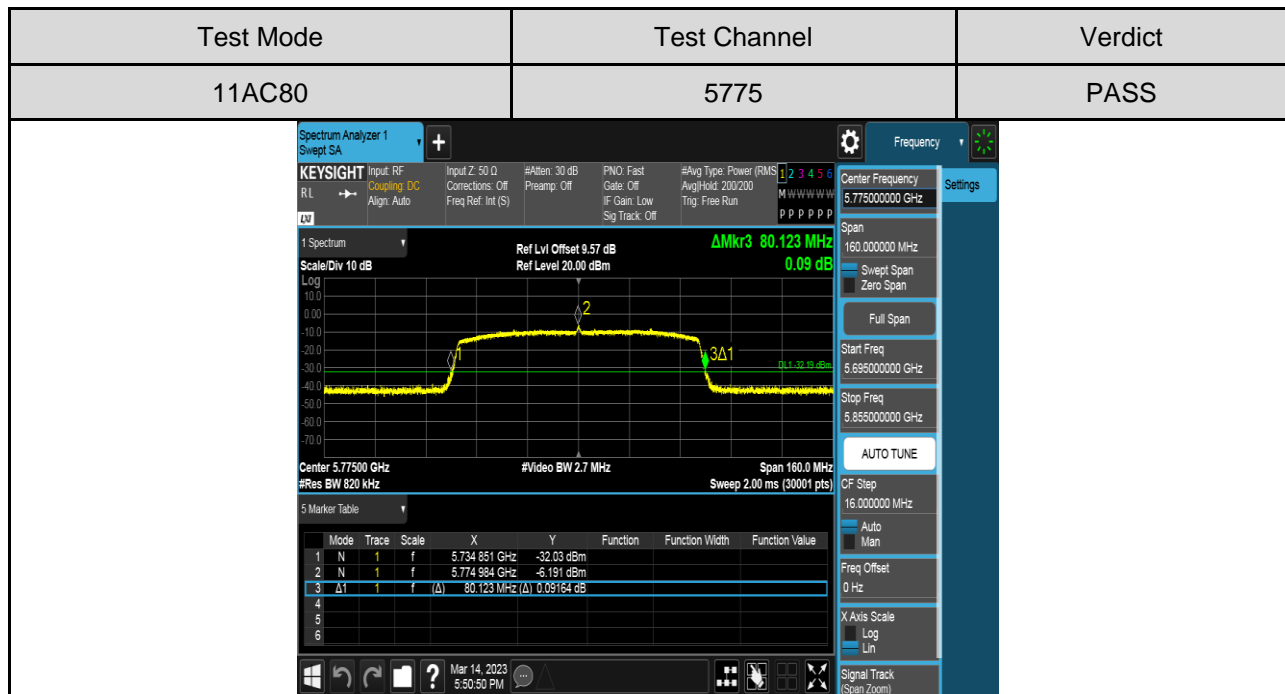 Test Mode Test Channel Verdict
11AC80 5775 PASS
Spectrum Analyzer 1
Swept SA
+
Frequency
KEYSIGHT Input: RF Input Z: 50 Ω #Atten: 30 dB PNO: Fast #Avg Type: Power (RMS 1 2 3 4 5 6
RL Coupling: DC Corrections: Off Preamp: Off Gate: Off Avg|Hold: 200/200 M W W W W W
Align: Auto Freq Ref: Int (S) IF Gain: Low Trig: Free Run
LXI Sig Track: Off P P P P P P
1 Spectrum Ref Lvl Offset 9.57 dB ΔMkr3 80.123 MHz
Scale/Div 10 dB Ref Level 20.00 dBm 0.09 dB
Log
10.0
0.00
-10.0
-20.0
-30.0
-40.0
-50.0
-60.0
-70.0
2
1
3Δ1
DL1 -32.19 dBm
Center 5.77500 GHz #Video BW 2.7 MHz Span 160.0 MHz
#Res BW 820 kHz Sweep 2.00 ms (30001 pts)
5 Marker Table
Mode Trace Scale X Y Function Function Width Function Value
1 N 1 f 5.734 851 GHz -32.03 dBm
2 N 1 f 5.774 984 GHz -6.191 dBm
3 Δ1 1 f (Δ) 80.123 MHz (Δ) 0.09164 dB
4
5
6
? Mar 14, 2023
5:50:50 PM
Center Frequency
5.775000000 GHz
Settings
Span
160.000000 MHz
Swept Span
Zero Span
Full Span
Start Freq
5.695000000 GHz
Stop Freq
5.855000000 GHz
AUTO TUNE
CF Step
16.000000 MHz
Auto
Man
Freq Offset
0 Hz
X Axis Scale
Log
Lin
Signal Track
(Span Zoom)